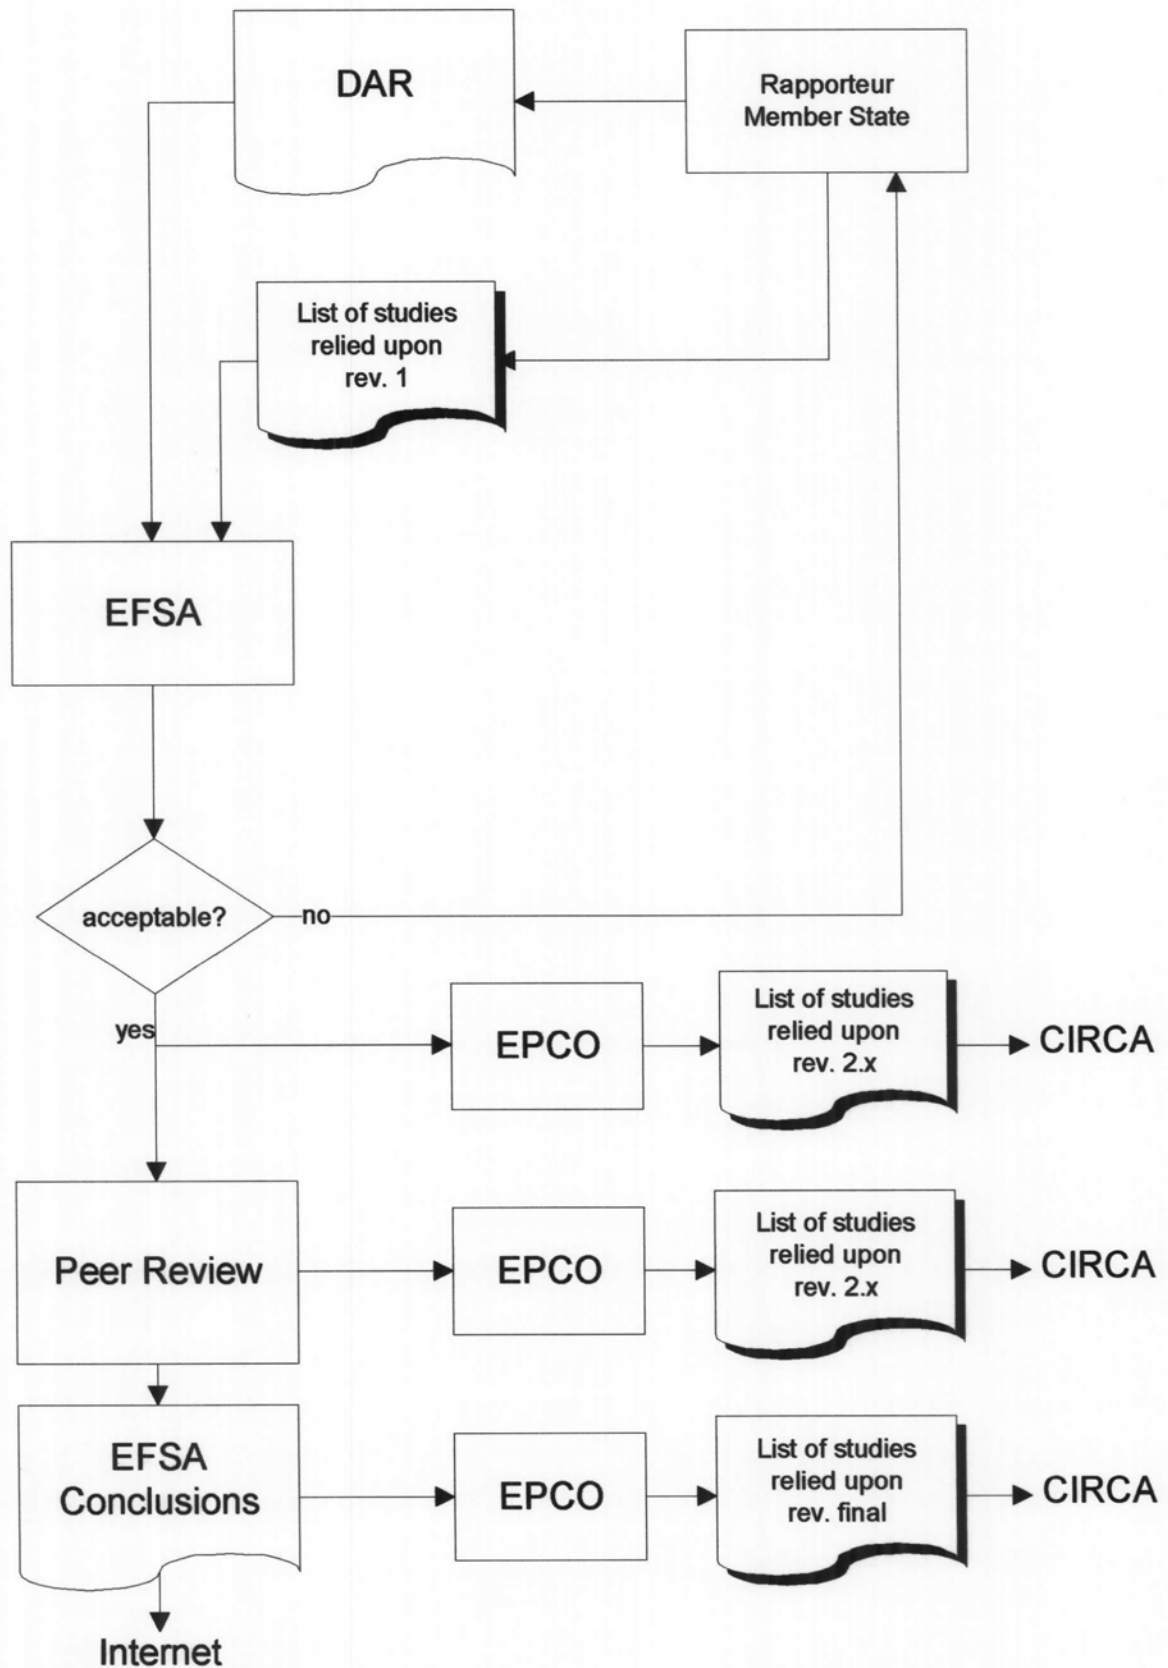 DAR
Rapporteur
Member State
List of studies
relied upon
rev. 1
EFSA
acceptable?
no
yes
EPCO
List of studies
relied upon
rev. 2.x
CIRCA
Peer Review
EPCO
List of studies
relied upon
rev. 2.x
CIRCA
EFSA
Conclusions
EPCO
List of studies
relied upon
rev. final
CIRCA
Internet